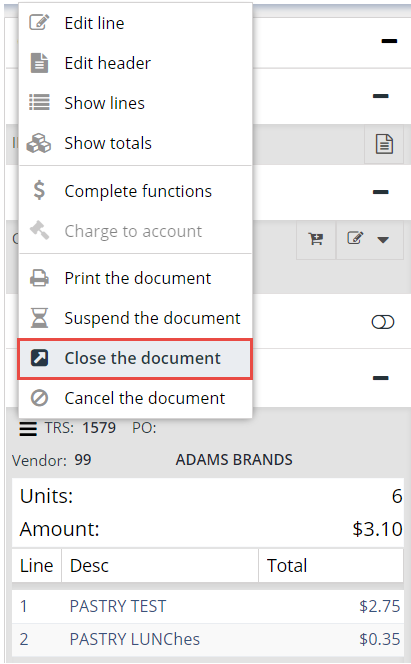 Edit line
Edit header
Show lines
Show totals
Complete functions
Charge to account
Print the document
Suspend the document
Close the document
Cancel the document
TRS: 1579 PO:
Vendor: 99 ADAMS BRANDS
Units: 6
Amount: $3.10
Line Desc Total
1 PASTRY TEST $2.75
2 PASTRY LUNChes $0.35